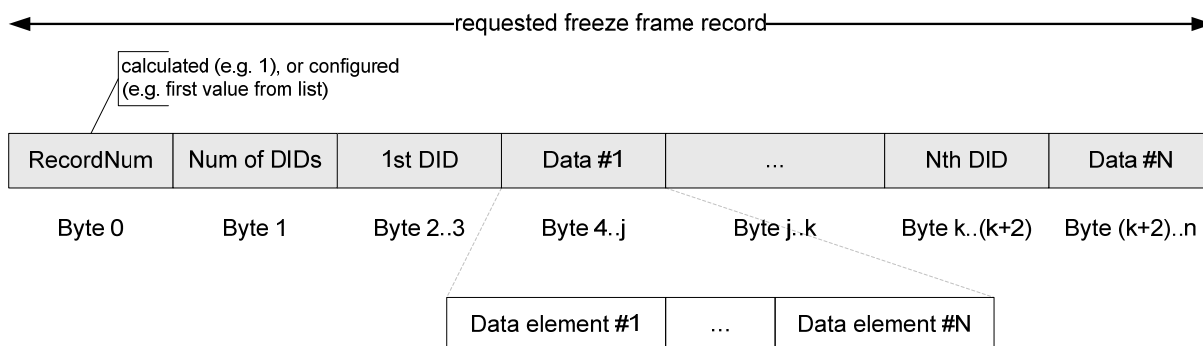 requested freeze frame record
calculated (e.g. 1), or configured
(e.g. first value from list)
RecordNum
Num of DIDs
1st DID
Data #1
...
Nth DID
Data #N
Byte 0
Byte 1
Byte 2..3
Byte 4..j
Byte j..k
Byte k..(k+2)
Byte (k+2)..n
Data element #1
...
Data element #N